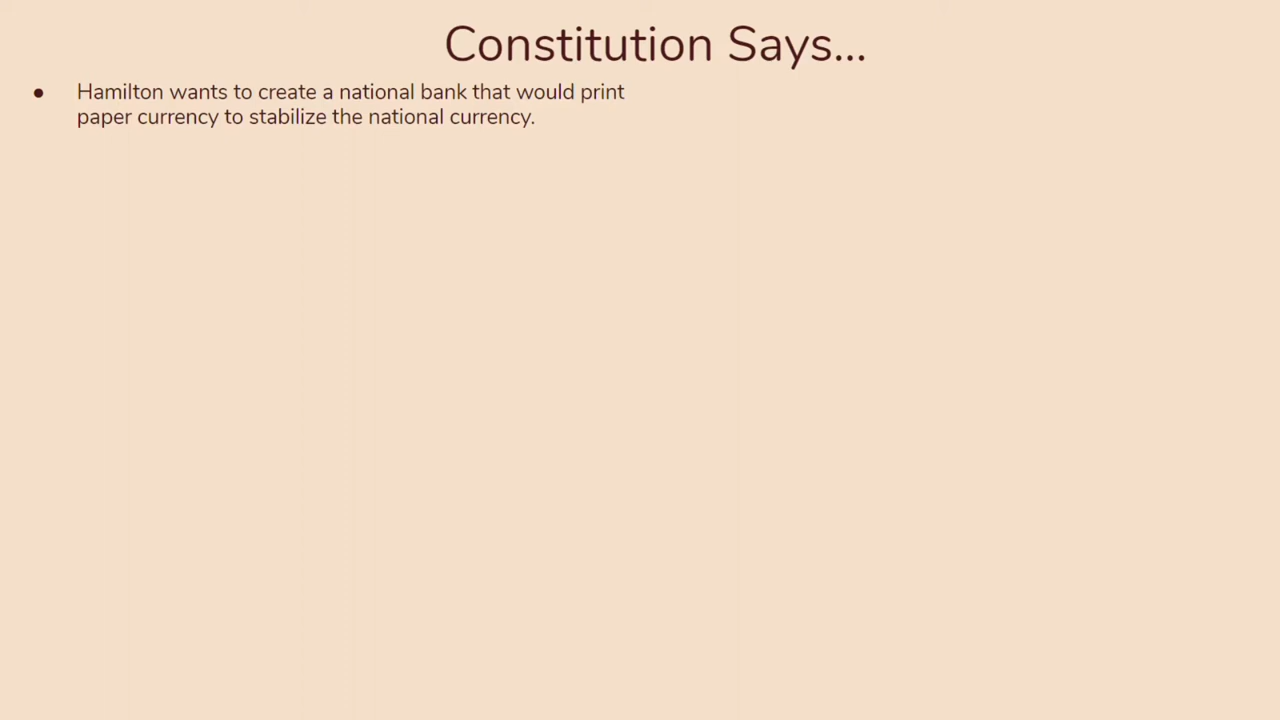 Constitution Says...
● Hamilton wants to create a national bank that would print
paper currency to stabilize the national currency.